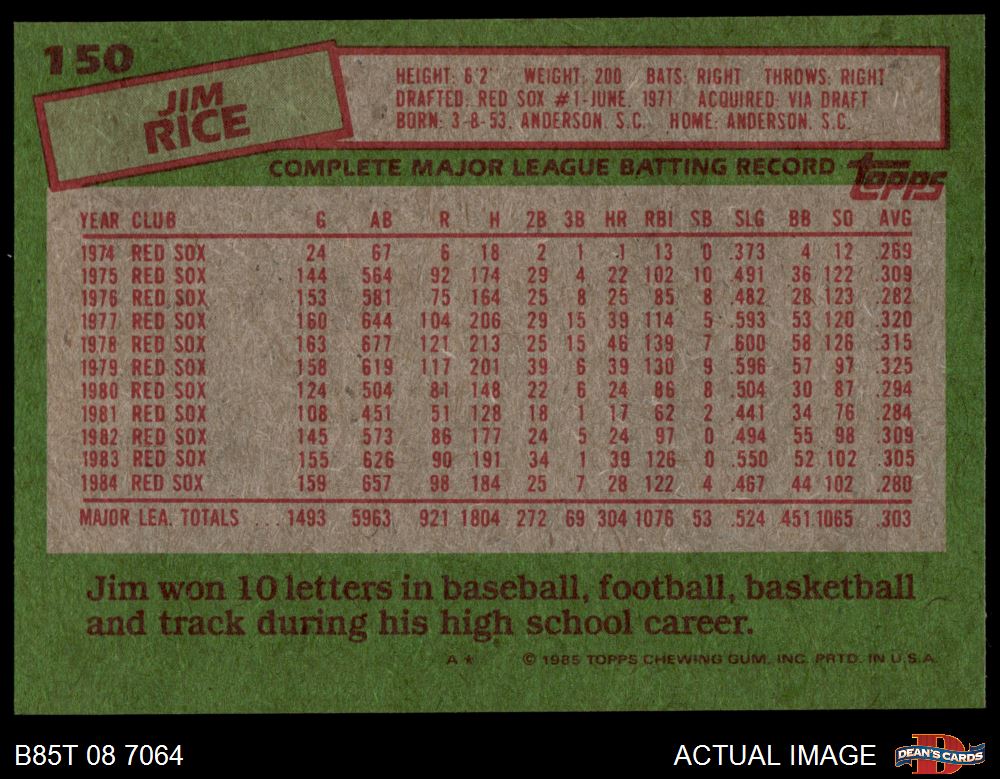 150
JIM
RICE
HEIGHT: 6'2" WEIGHT: 200 BATS: RIGHT THROWS: RIGHT
DRAFTED: RED SOX #1-JUNE, 1971 ACQUIRED: VIA DRAFT
BORN: 3-8-53, ANDERSON, S.C. HOME: ANDERSON, S.C.
COMPLETE MAJOR LEAGUE BATTING RECORD topps
YEAR CLUB G AB R H 2B 3B HR RBI SB SLG BB SO AVG
1974 RED SOX 24 67 6 18 2 1 1 13 0 .373 4 12 .269
1975 RED SOX 144 564 92 174 29 4 22 102 10 .491 36 122 .309
1976 RED SOX 153 581 75 164 25 8 25 85 8 .482 28 123 .282
1977 RED SOX 160 644 104 206 29 15 39 114 5 .593 53 120 .320
1978 RED SOX 163 677 121 213 25 15 46 139 7 .600 58 126 .315
1979 RED SOX 158 619 117 201 39 6 39 130 9 .596 57 97 .325
1980 RED SOX 124 504 81 148 22 6 24 86 8 .504 30 87 .294
1981 RED SOX 108 451 51 128 18 1 17 62 2 .441 34 76 .284
1982 RED SOX 145 573 86 177 24 5 24 97 0 .494 55 98 .309
1983 RED SOX 155 626 90 191 34 1 39 126 0 .550 52 102 .305
1984 RED SOX 159 657 98 184 25 7 28 122 4 .467 44 102 .280
MAJOR LEA. TOTALS ... 1493 5963 921 1804 272 69 304 1076 53 .524 451 1065 .303
Jim won 10 letters in baseball, football, basketball
and track during his high school career.
A★ © 1985 TOPPS CHEWING GUM, INC. PRTD. IN U.S.A.
B85T 08 7064 ACTUAL IMAGE DEAN'S CARDS